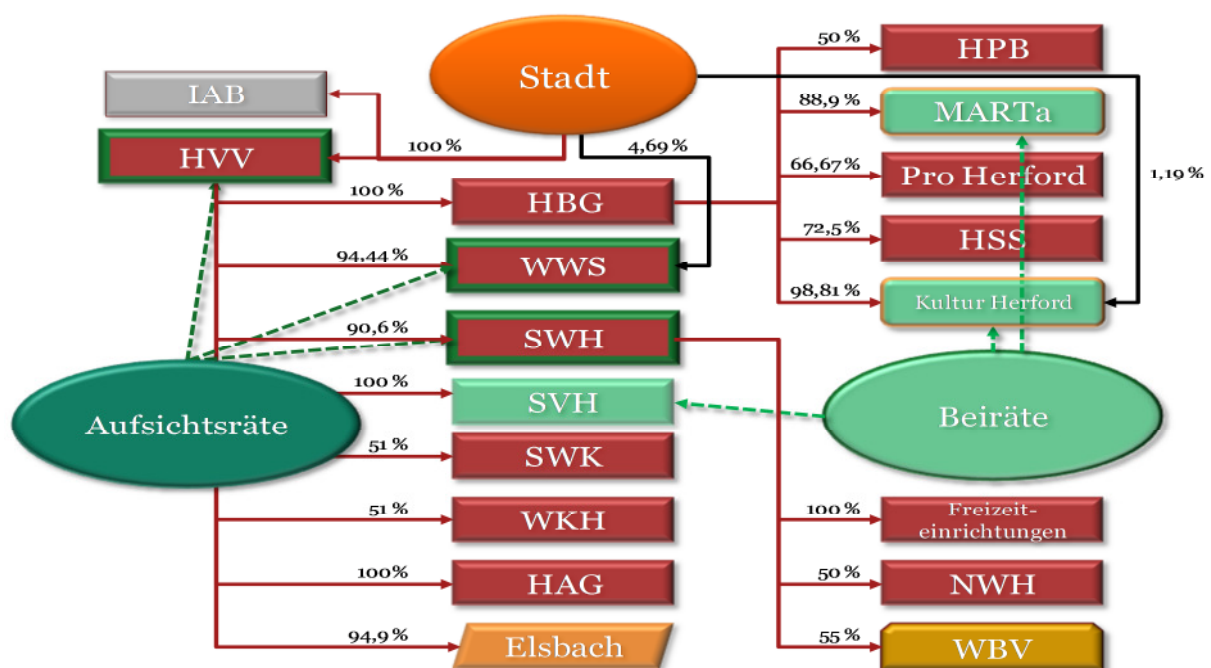 Stadt
50 %
HPB
IAB
88,9 %
MARTa
HVV
100 %
4,69 %
66,67 %
Pro Herford
1,19 %
100 %
HBG
72,5 %
HSS
94,44 %
WWS
98,81 %
Kultur Herford
90,6 %
SWH
100 %
SVH
Aufsichtsräte
Beiräte
51 %
SWK
51 %
WKH
100 %
Freizeit-
einrichtungen
100 %
HAG
50 %
NWH
94,9 %
Elsbach
55 %
WBV